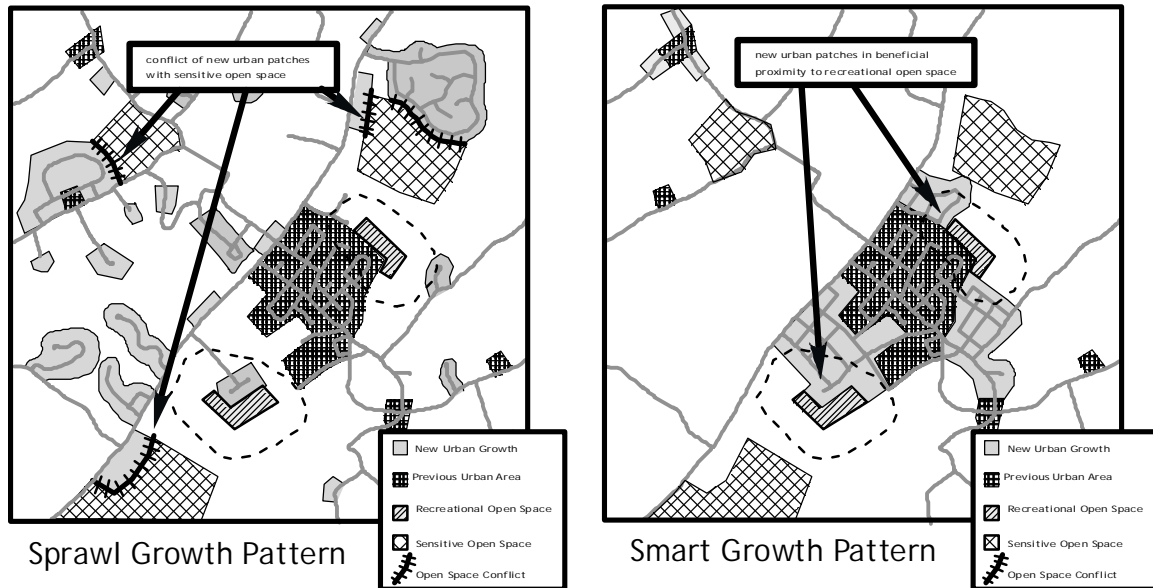 conflict of new urban patches
with sensitive open space
New Urban Growth
Previous Urban Area
Recreational Open Space
Sensitive Open Space
Open Space Conflict
Sprawl Growth Pattern
new urban patches in beneficial
proximity to recreational open space
New Urban Growth
Previous Urban Area
Recreational Open Space
Sensitive Open Space
Open Space Conflict
Smart Growth Pattern